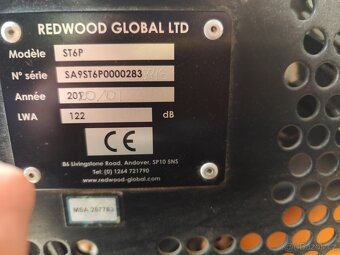 REDWOOD GLOBAL LTD
Modèle ST6P
N° série SA9ST6P0000283
Année 20
LWA 122 dB
CE
86 Livingstone Road, Andover, SP10 5NS
Tel: (0) 1264 721790
www.redwood-global.com
MSA 287783